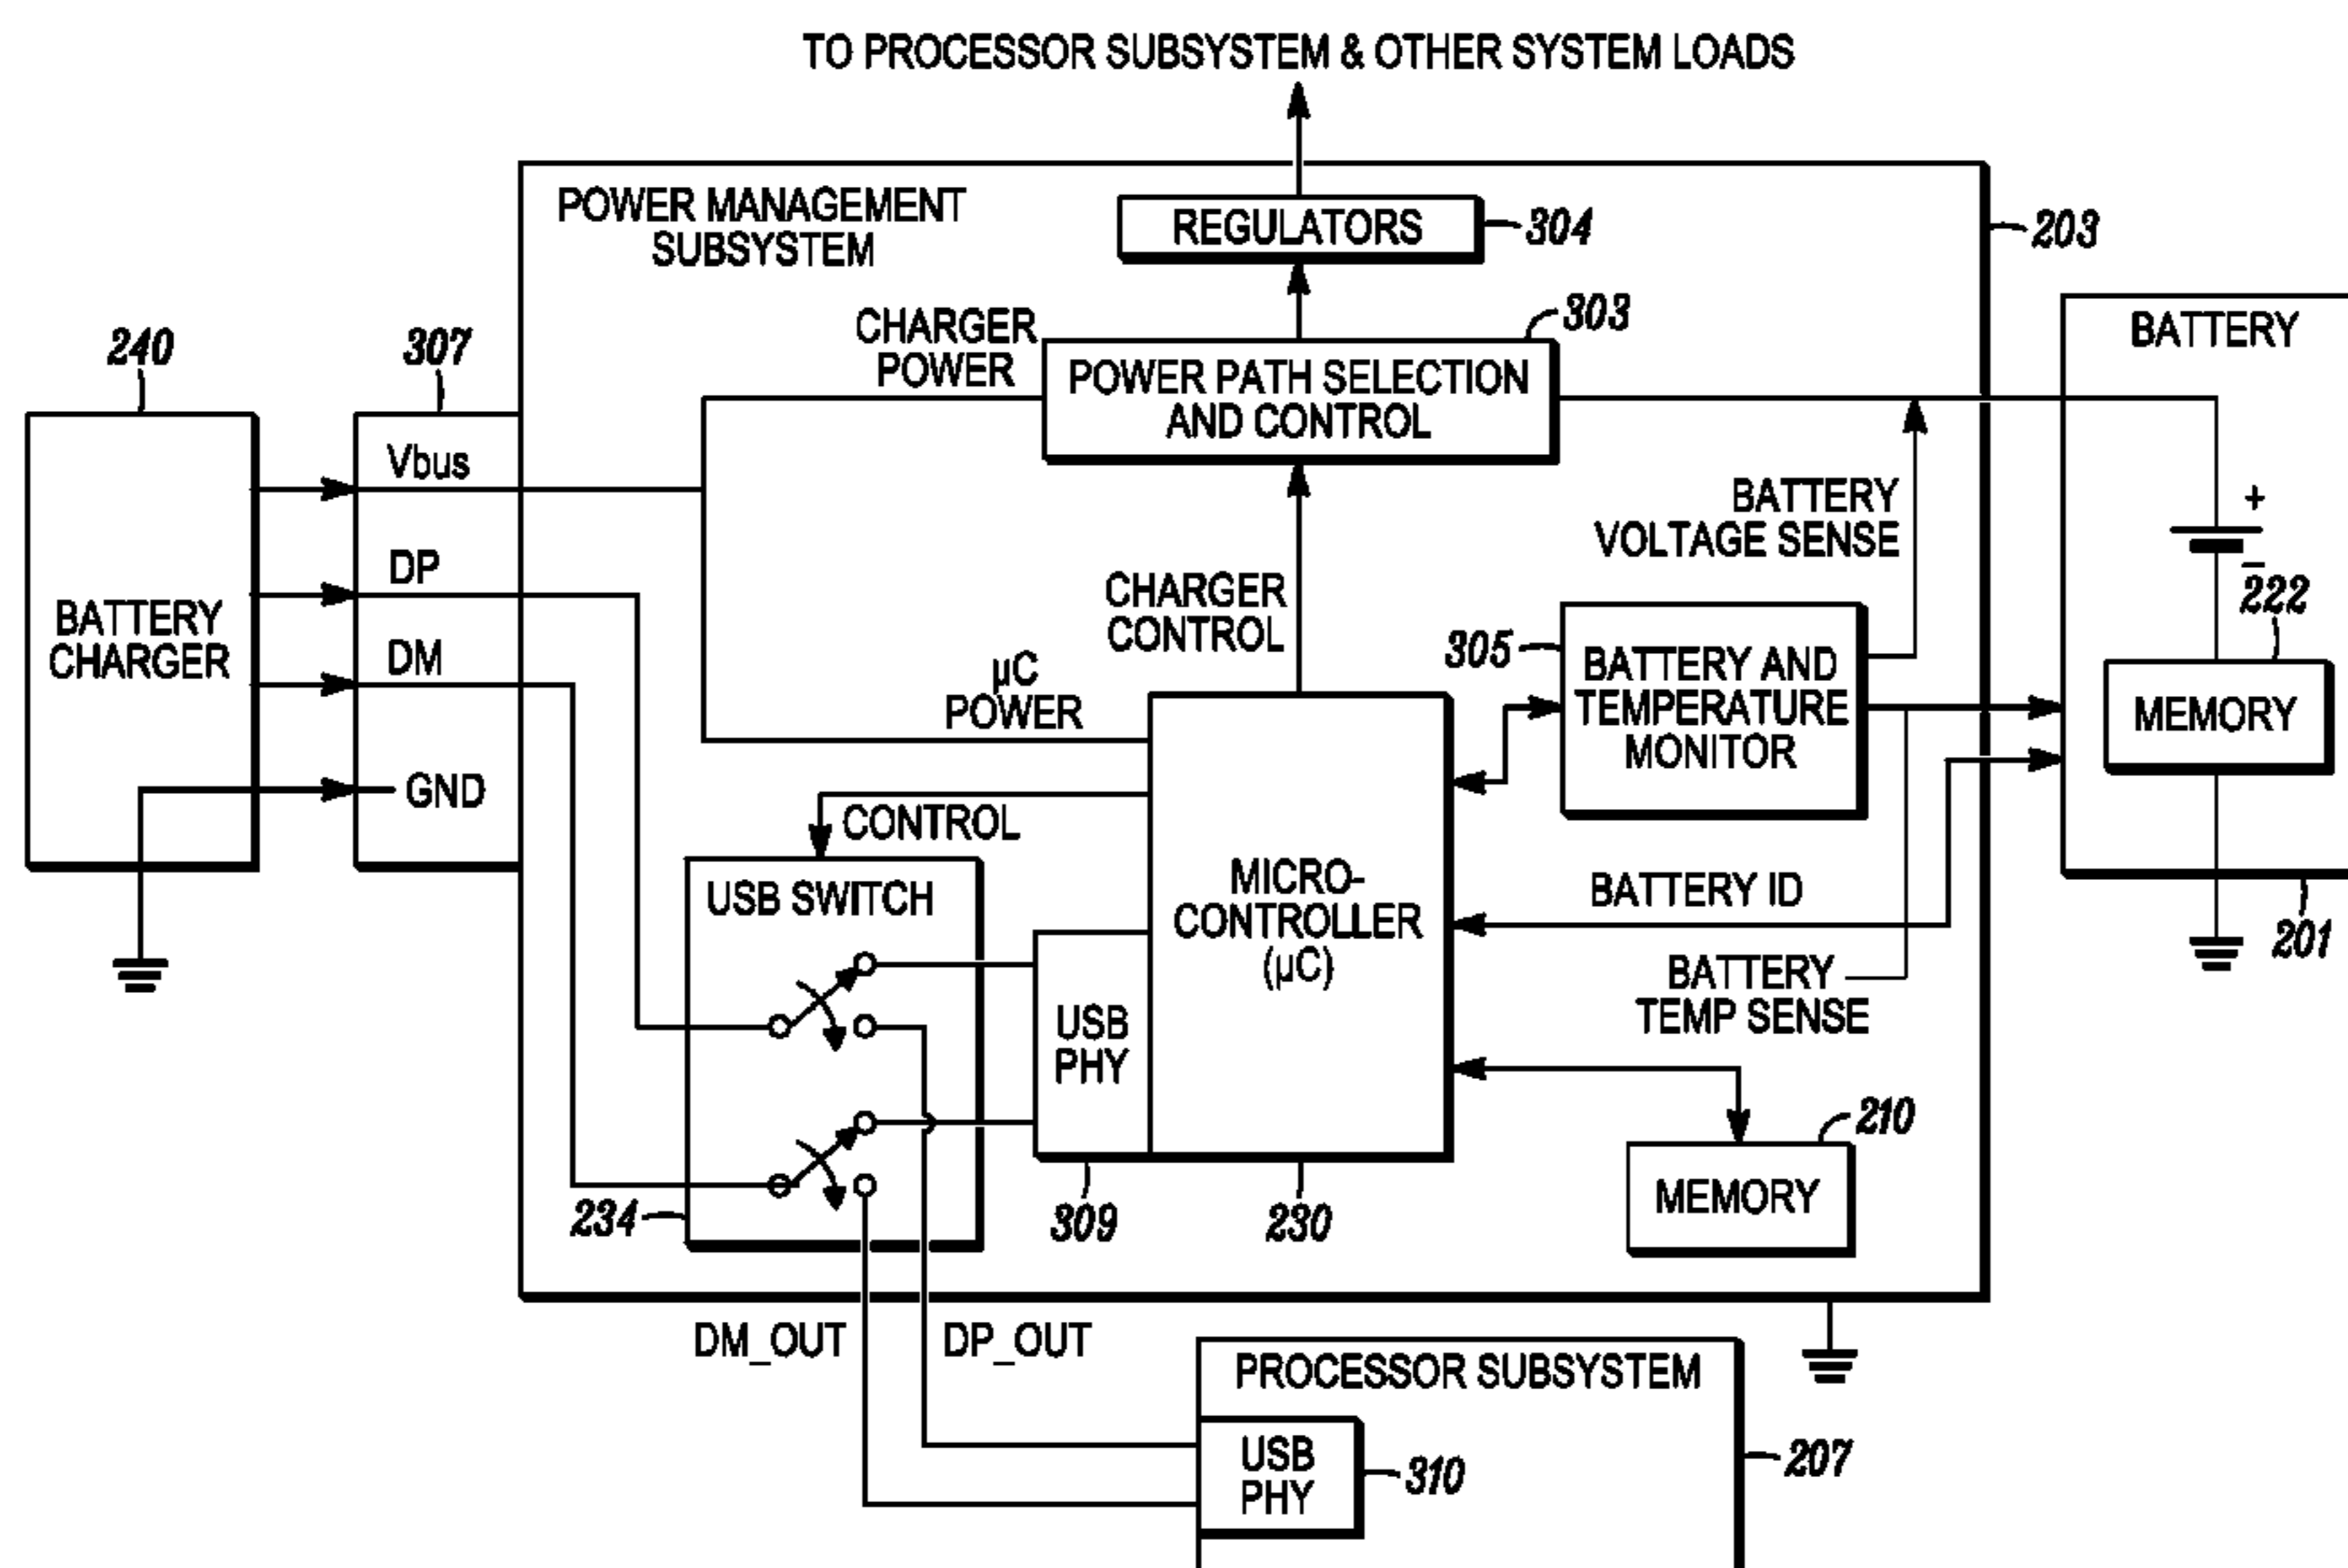 TO PROCESSOR SUBSYSTEM & OTHER SYSTEM LOADS
POWER MANAGEMENT
SUBSYSTEM
REGULATORS
304
203
CHARGER
POWER
303
POWER PATH SELECTION
AND CONTROL
BATTERY
240
307
Vbus
DP
DM
GND
BATTERY
CHARGER
BATTERY
VOLTAGE SENSE
+
–
222
MEMORY
CHARGER
CONTROL
305
BATTERY AND
TEMPERATURE
MONITOR
µC
POWER
CONTROL
USB SWITCH
MICRO-
CONTROLLER
(µC)
BATTERY ID
201
BATTERY
TEMP SENSE
USB
PHY
234
309
230
210
MEMORY
DM_OUT
DP_OUT
PROCESSOR SUBSYSTEM
USB
PHY
310
207